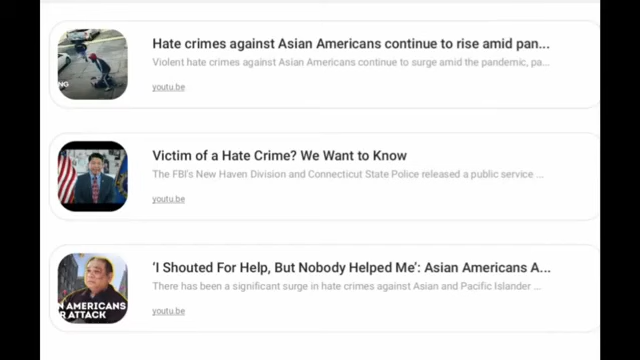 NG
Hate crimes against Asian Americans continue to rise amid pan...
Violent hate crimes against Asian Americans continue to surge amid the pandemic, pa...
youtu.be
Victim of a Hate Crime? We Want to Know
The FBI's New Haven Division and Connecticut State Police released a public service ...
youtu.be
'I Shouted For Help, But Nobody Helped Me': Asian Americans A...
There has been a significant surge in hate crimes against Asian and Pacific Islander ...
N AMERICANS
R ATTACK
youtu.be